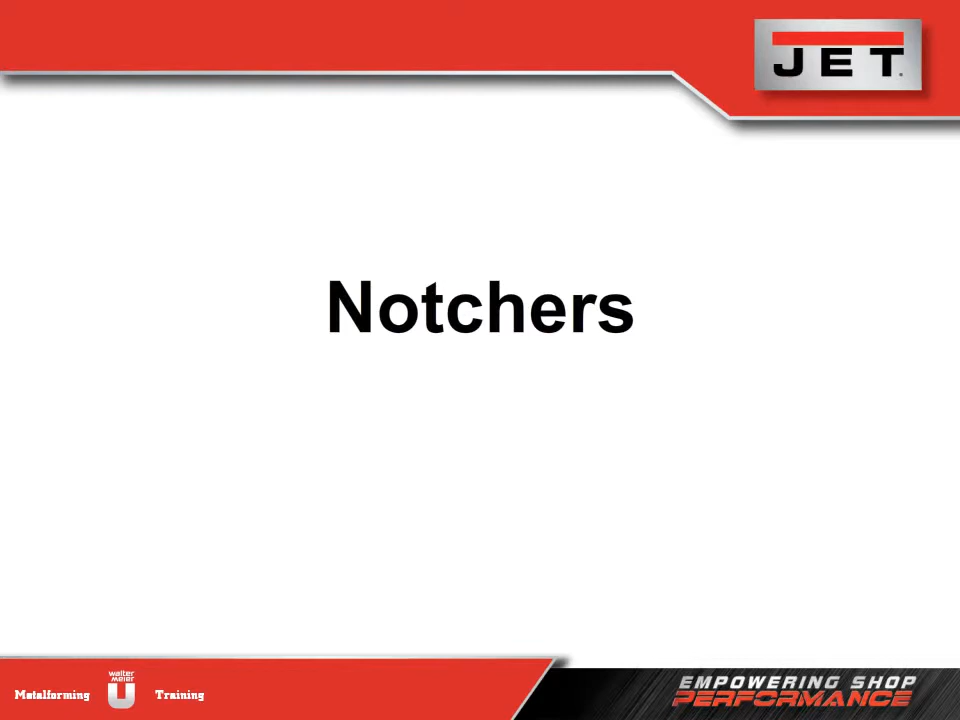 JET.
Notchers
walter
meier
Metalforming U Training
EMPOWERING SHOP
PERFORMANCE